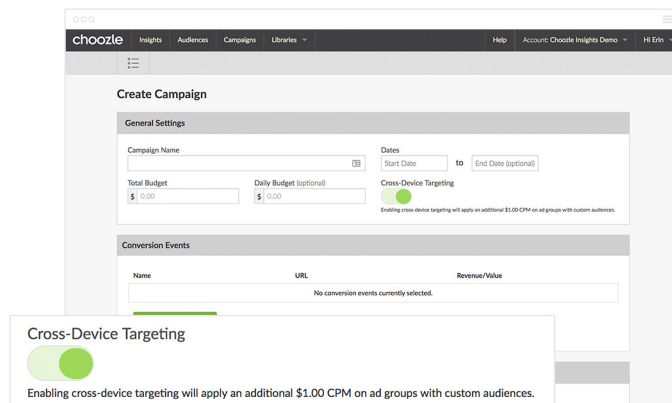 choozle Insights Audiences Campaigns Libraries Help Account: Choozle Insights Demo Hi Erin
Create Campaign
General Settings
Campaign Name Dates
Start Date to End Date (optional)
Total Budget Daily Budget (optional) Cross-Device Targeting
$ 0.00 $ 0.00
Enabling cross-device targeting will apply an additional $1.00 CPM on ad groups with custom audiences.
Conversion Events
Name URL Revenue/Value
No conversion events currently selected.
Cross-Device Targeting
Enabling cross-device targeting will apply an additional $1.00 CPM on ad groups with custom audiences.